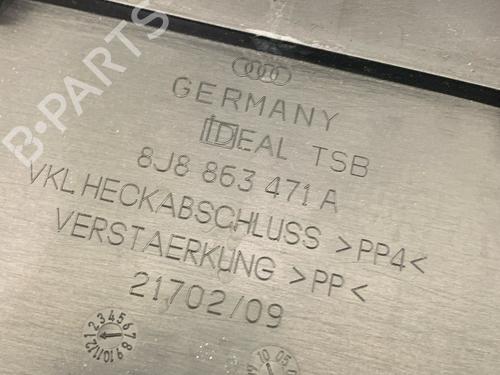 B-PARTS
GERMANY
IDEAL TSB
8J8 863 471 A
VKL HECKABSCHLUSS >PP4<
VERSTAERKUNG >PP<
21702/09